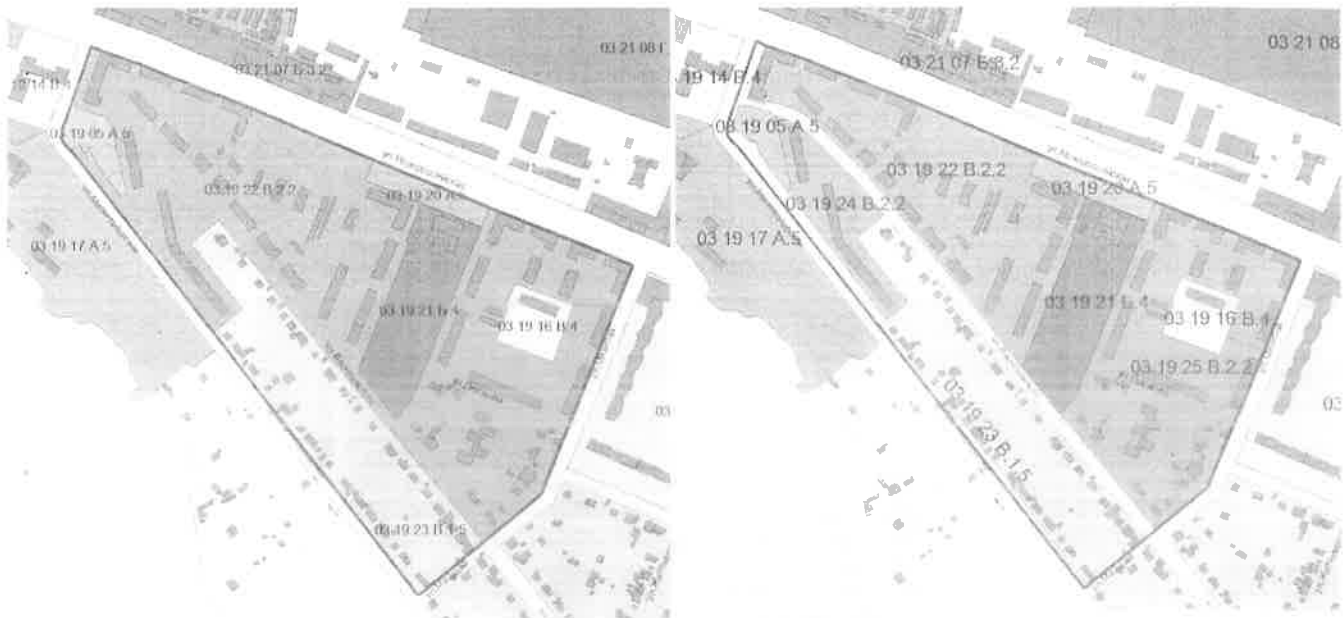 03 21 08 Г
03 21 07 Б.3.2
03 19 05 А.5
03 19 22 В.2.2
03 19 20 А.5
03 19 17 А.5
03 19 21 Б.4
03 19 16 В.4
03 19 23 В.1.5
03
03 21 08
03 21 07 Б.3.2
19 14 В.4
03 19 05 А.5
03 19 22 В.2.2
03 19 20 А.5
03 19 24 В.2.2
03 19 17 А.5
03 19 21 Б.4
03 19 16 В.4
03 19 25 В.2.2
03 19 23 В.1.5
03